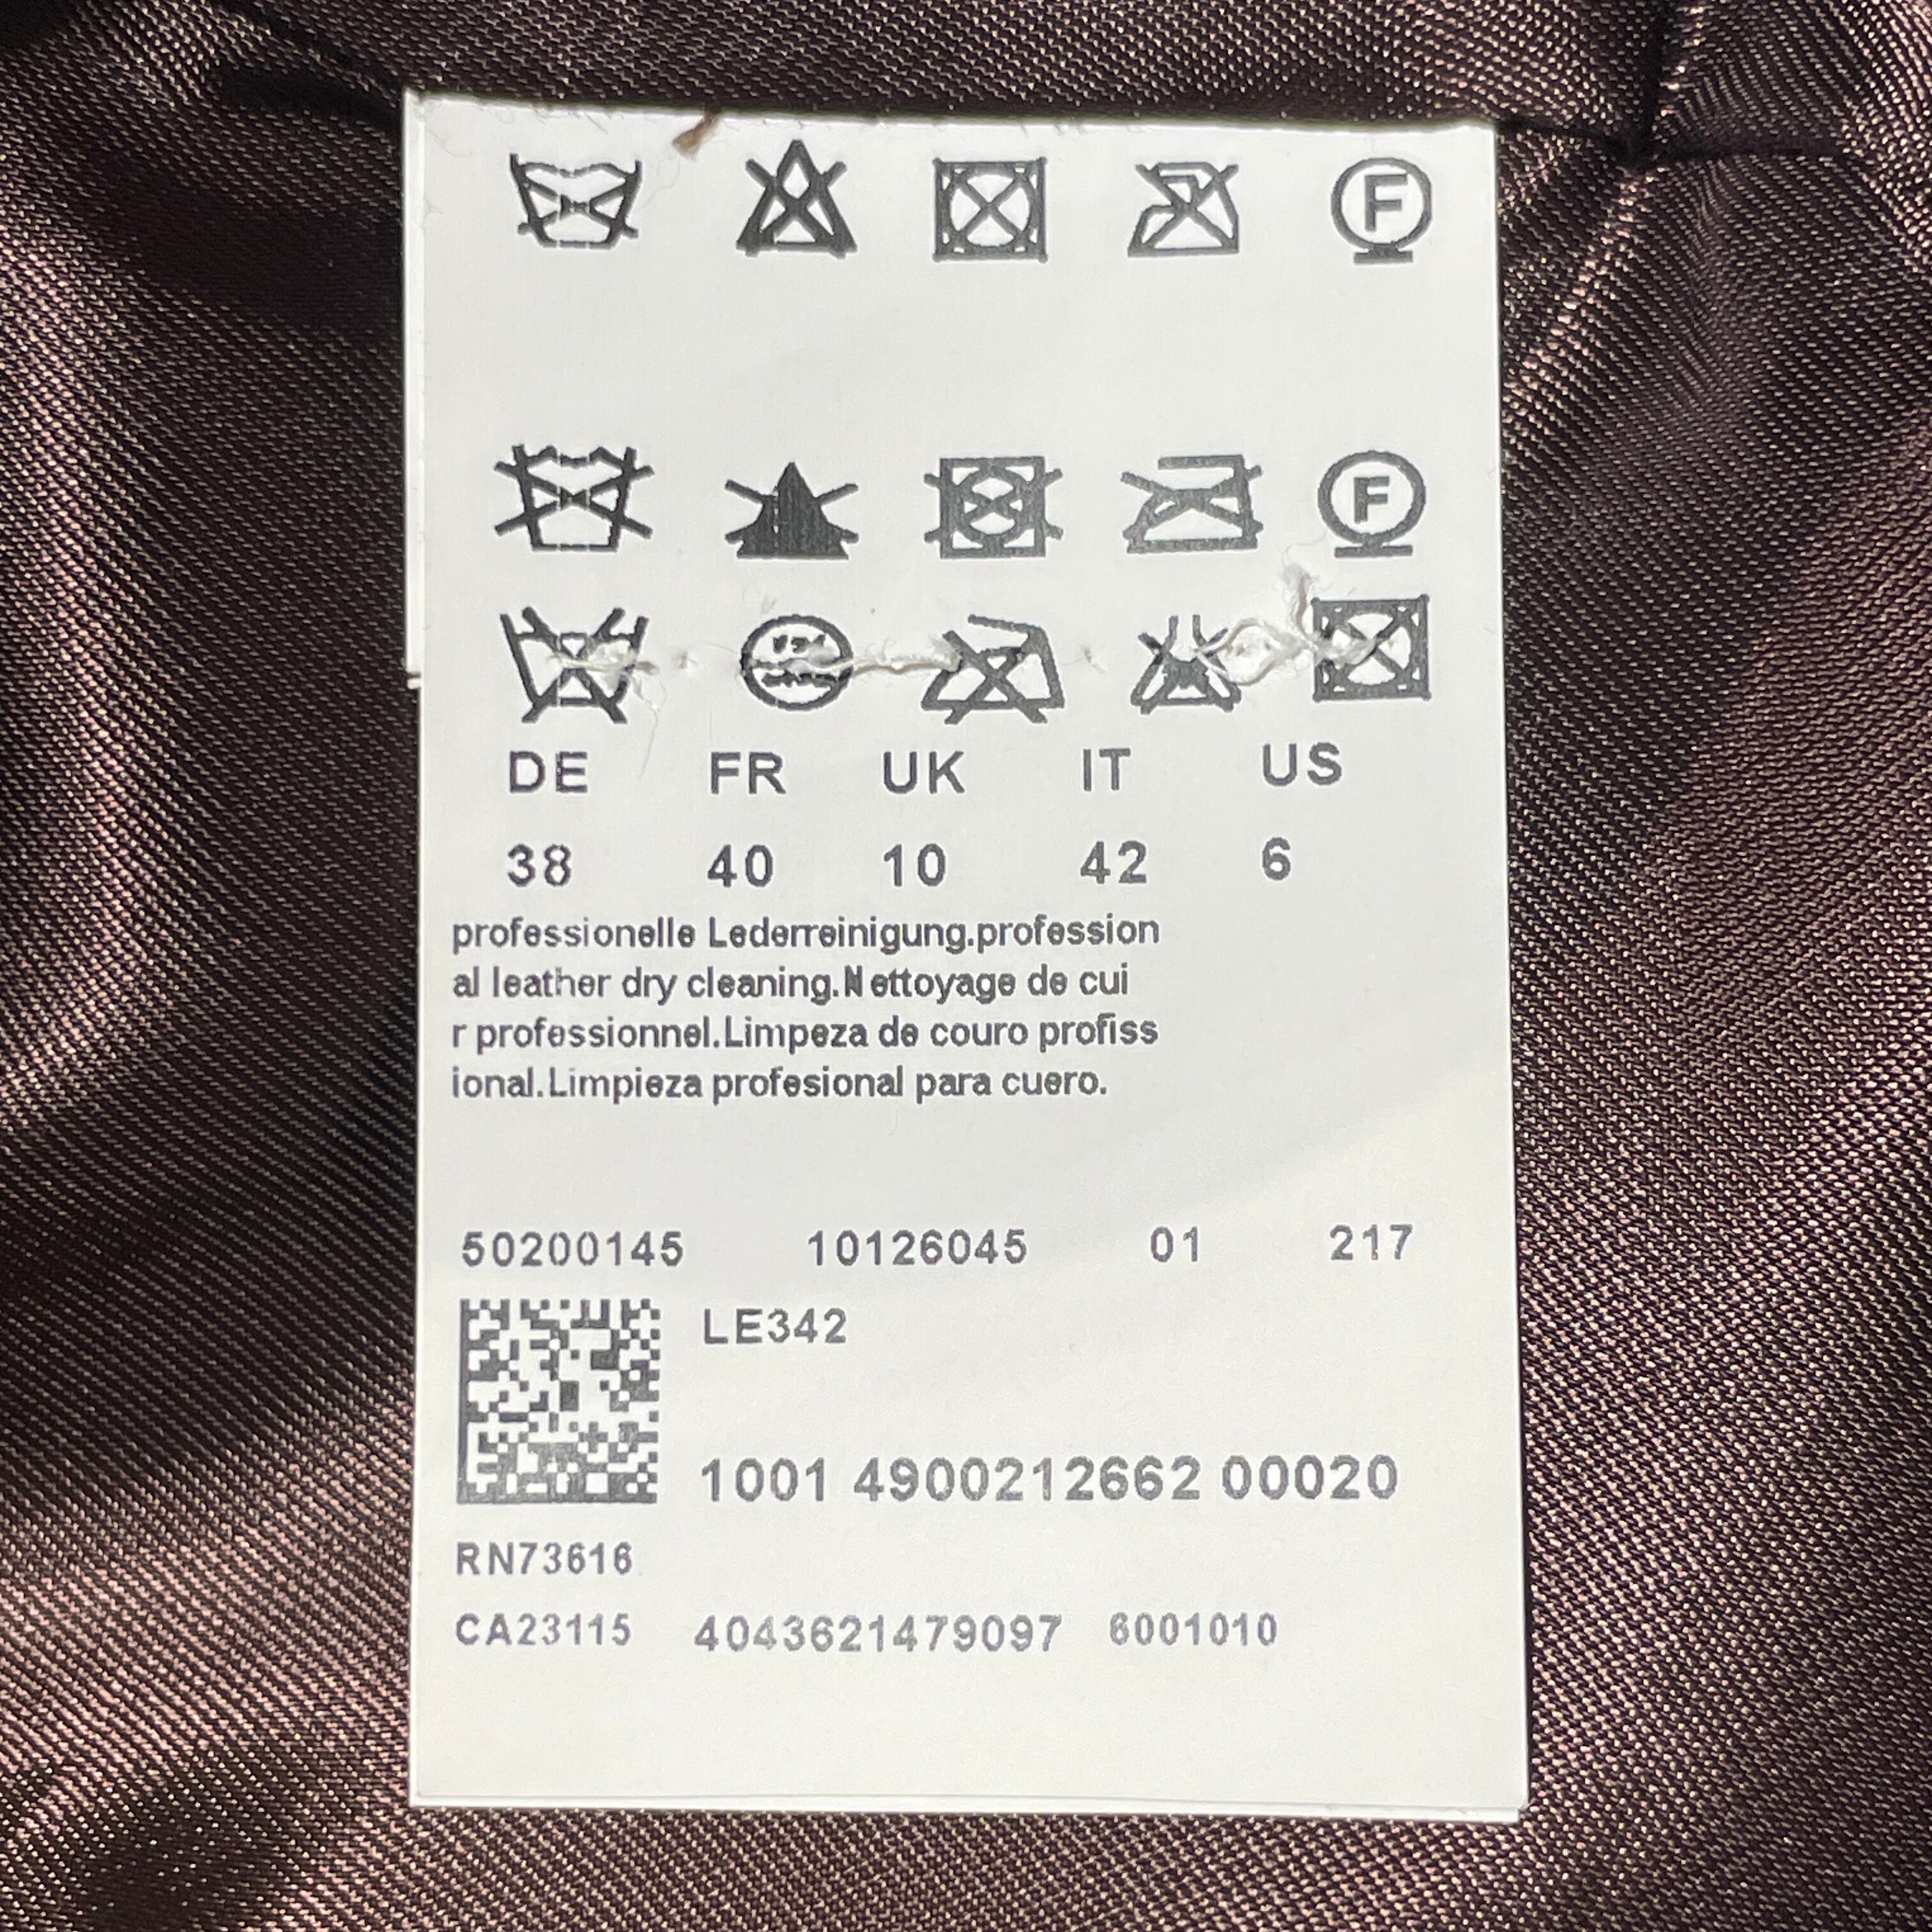 F
F
DE FR UK IT US
38 40 10 42 6
professionelle Lederreinigung.profession
al leather dry cleaning.Nettoyage de cui
r professionnel.Limpeza de couro profiss
ional.Limpieza profesional para cuero.
50200145 10126045 01 217
LE342
1001 4900212662 00020
RN73616
CA23115 4043621479097 6001010